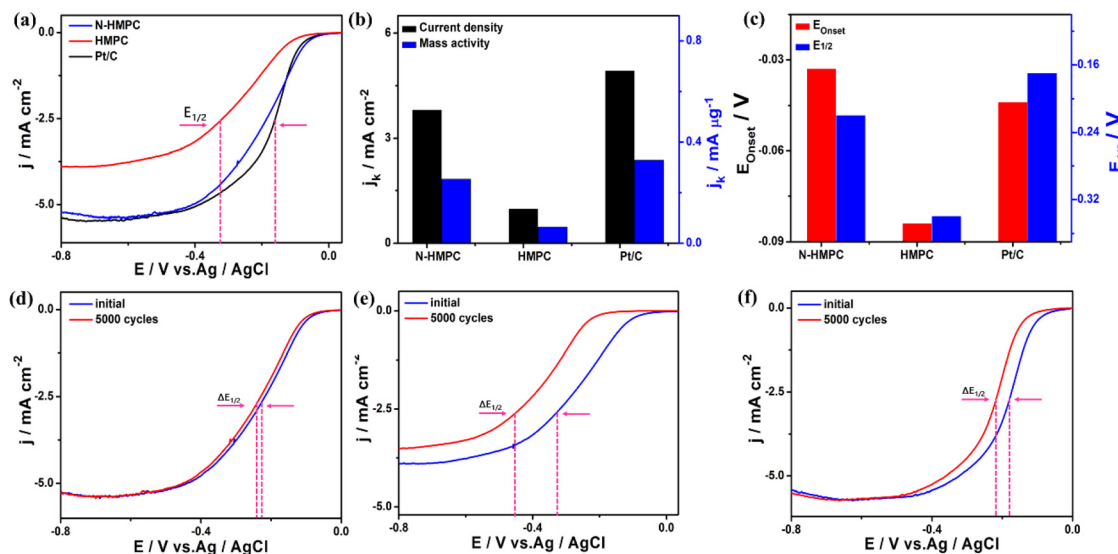 (a)
N-HMPC
HMPC
Pt/C
E1/2
0.0
-2.5
-5.0
j / mA cm-2
-0.8
-0.4
0.0
E / V vs.Ag / AgCl
(b)
Current density
Mass activity
6
3
0
jk / mA cm-2
0.8
0.4
0.0
jk / mA μg-1
N-HMPC
HMPC
Pt/C
(c)
EOnset
E1/2
-0.03
-0.06
-0.09
EOnset / V
0.16
0.24
0.32
/ V
N-HMPC
HMPC
Pt/C
(d)
initial
5000 cycles
ΔE1/2
0.0
-2.5
-5.0
j / mA cm-2
-0.8
-0.4
0.0
E / V vs.Ag / AgCl
(e)
initial
5000 cycles
ΔE1/2
0.0
-2.5
-5.0
j / mA cm-2
-0.8
-0.4
0.0
E / V vs.Ag / AgCl
(f)
initial
5000 cycles
ΔE1/2
0.0
-2.5
-5.0
j / mA cm-2
-0.8
-0.4
0.0
E / V vs.Ag / AgCl